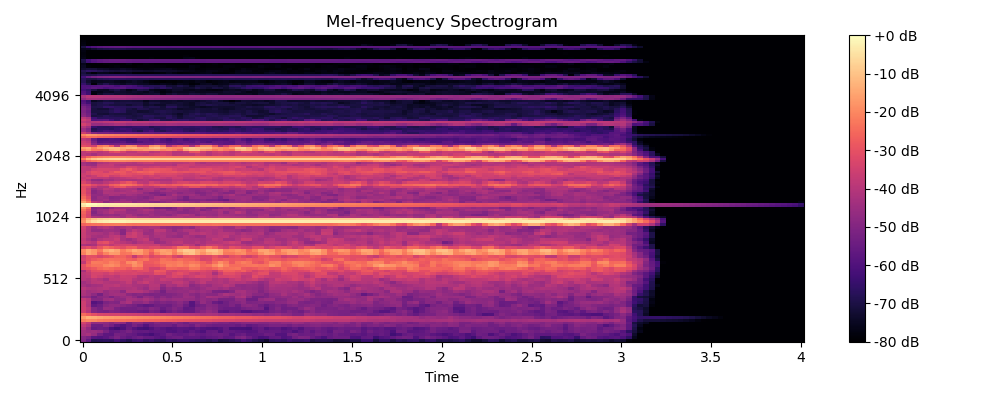 Mel-frequency Spectrogram
Hz
4096
2048
1024
512
0
0 0.5 1 1.5 2 2.5 3 3.5 4
Time
+0 dB
-10 dB
-20 dB
-30 dB
-40 dB
-50 dB
-60 dB
-70 dB
-80 dB